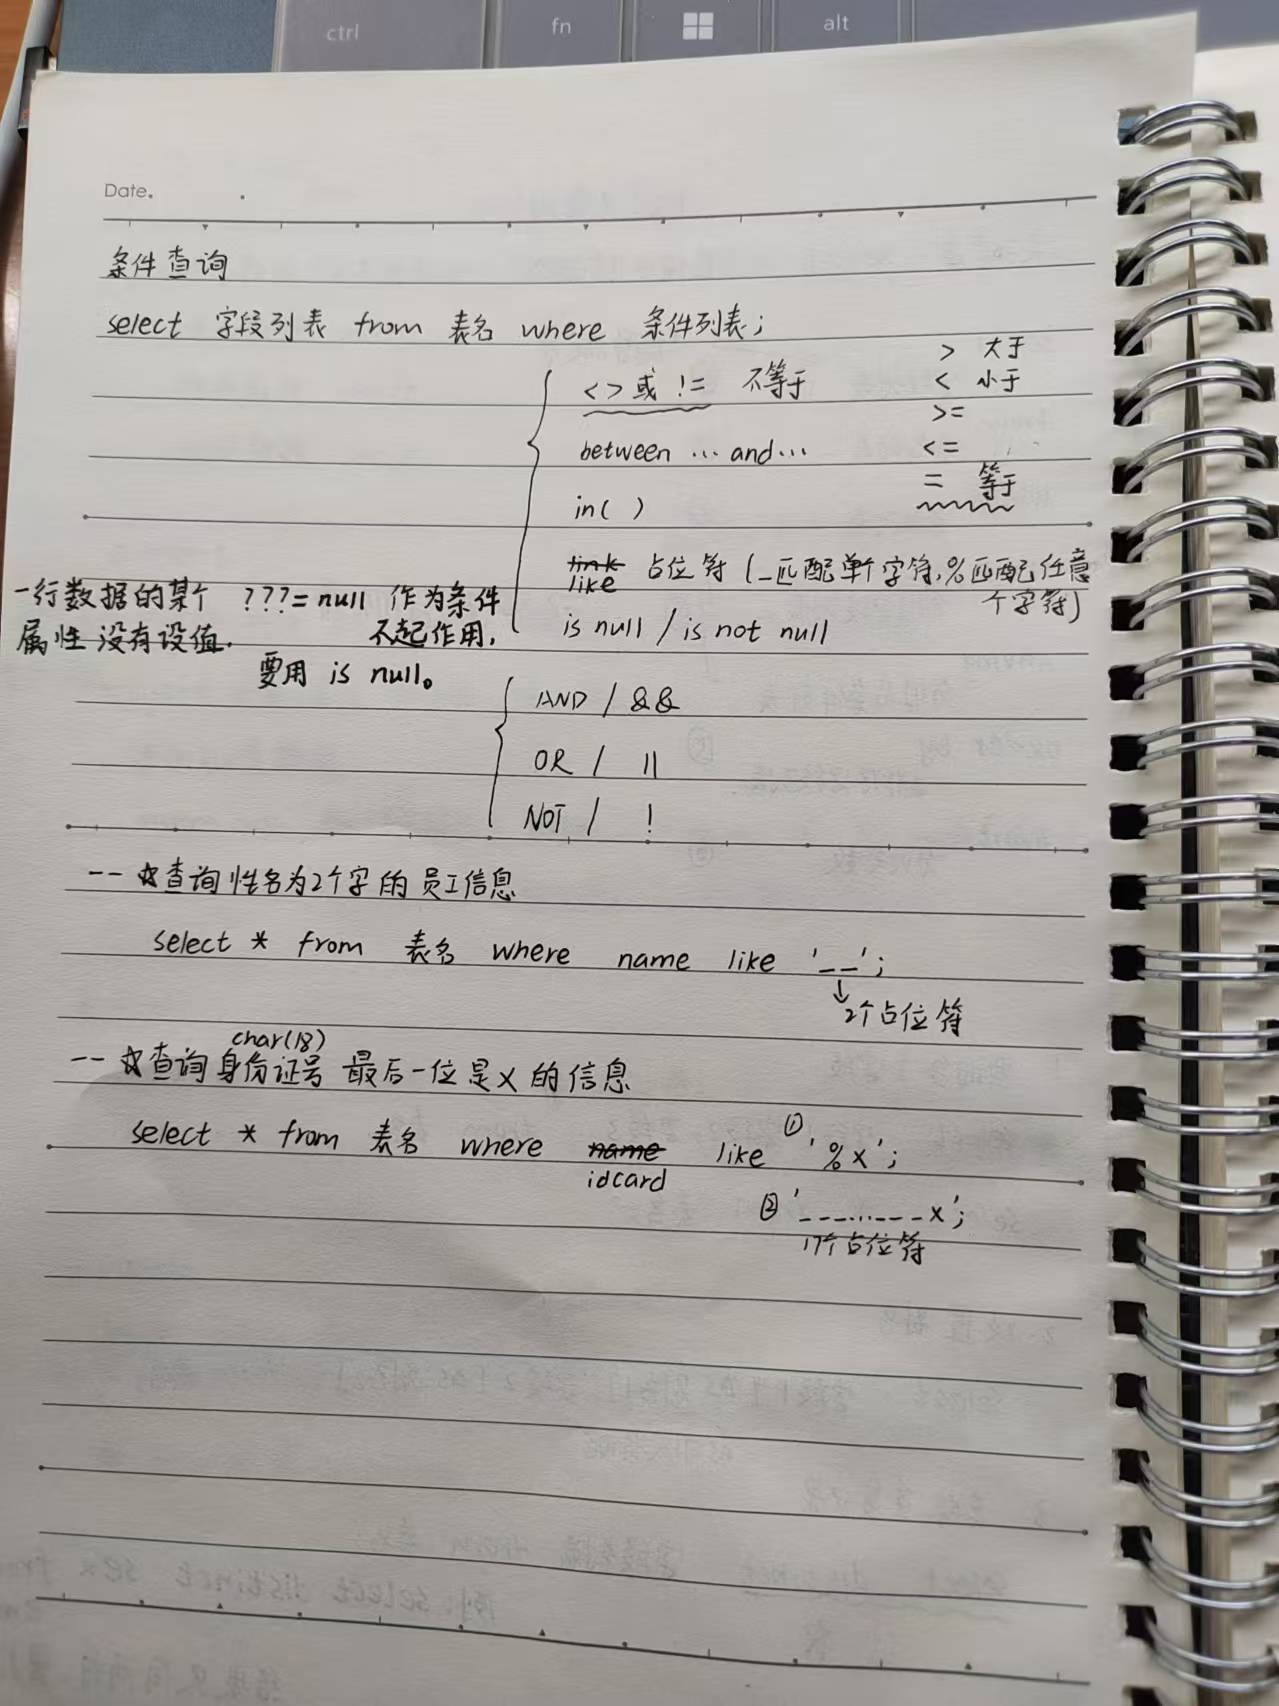 ctrl fn alt
Date.
条件查询
select 字段列表 from 表名 where 条件列表;
> 大于
<>或 != 不等于 < 小于
>=
between …and… <=
= 等于
in( )
like 占位符 (_匹配单个字符,%匹配任意
个字符)
一行数据的某个 ???=null 作为条件
属性没有设值. 不起作用,
is null / is not null
要用 is null。
AND / &&
OR / ||
NOT / !
-- ☆查询性名为2个字的员工信息
select * from 表名 where name like '__';
↓
2个占位符
char(18)
-- ☆查询身份证号最后一位是X的信息
select * from 表名 where name like ① '%X';
idcard
② '___……___X';
17个占位符